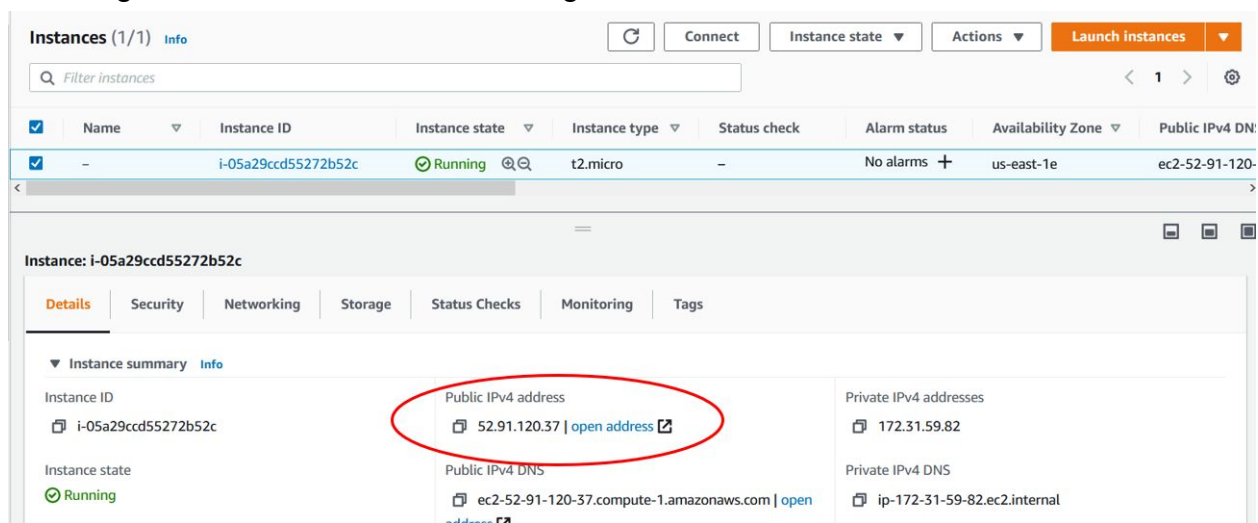 Instances (1/1) Info
Connect
Instance state
Actions
Launch instances
Filter instances
1
Name Instance ID Instance state Instance type Status check Alarm status Availability Zone Public IPv4 DN
– i-05a29ccd55272b52c Running t2.micro – No alarms + us-east-1e ec2-52-91-120-
Instance: i-05a29ccd55272b52c
Details Security Networking Storage Status Checks Monitoring Tags
Instance summary Info
Instance ID Public IPv4 address Private IPv4 addresses
i-05a29ccd55272b52c 52.91.120.37 | open address 172.31.59.82
Instance state Public IPv4 DNS Private IPv4 DNS
Running ec2-52-91-120-37.compute-1.amazonaws.com | open ip-172-31-59-82.ec2.internal
address